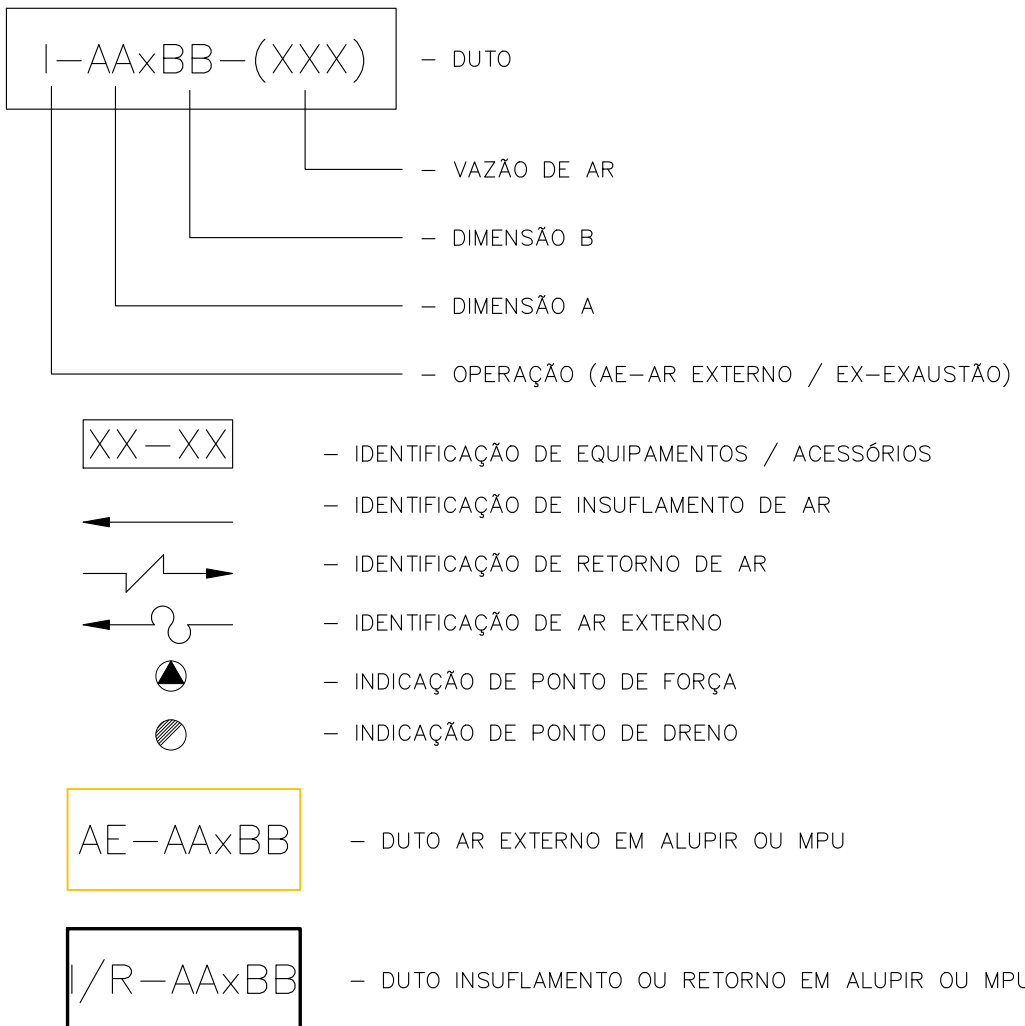 I-AAxBB-(XXX) - DUTO
- VAZÃO DE AR
- DIMENSÃO B
- DIMENSÃO A
- OPERAÇÃO (AE-AR EXTERNO / EX-EXAUSTÃO)
XX-XX - IDENTIFICAÇÃO DE EQUIPAMENTOS / ACESSÓRIOS
- IDENTIFICAÇÃO DE INSUFLAMENTO DE AR
- IDENTIFICAÇÃO DE RETORNO DE AR
- IDENTIFICAÇÃO DE AR EXTERNO
- INDICAÇÃO DE PONTO DE FORÇA
- INDICAÇÃO DE PONTO DE DRENO
AE-AAxBB - DUTO AR EXTERNO EM ALUPIR OU MPU
I/R-AAxBB - DUTO INSUFLAMENTO OU RETORNO EM ALUPIR OU MPU